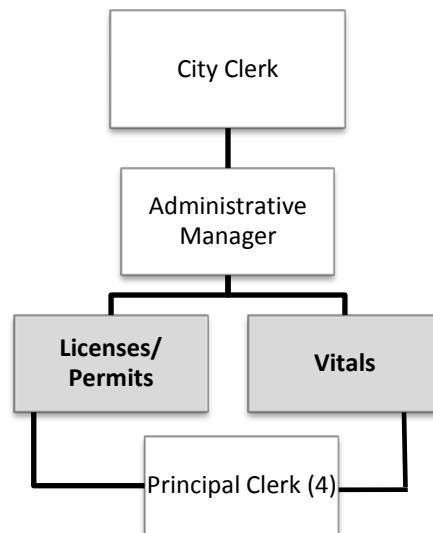 City Clerk
Administrative
Manager
Licenses/
Permits
Vitals
Principal Clerk (4)